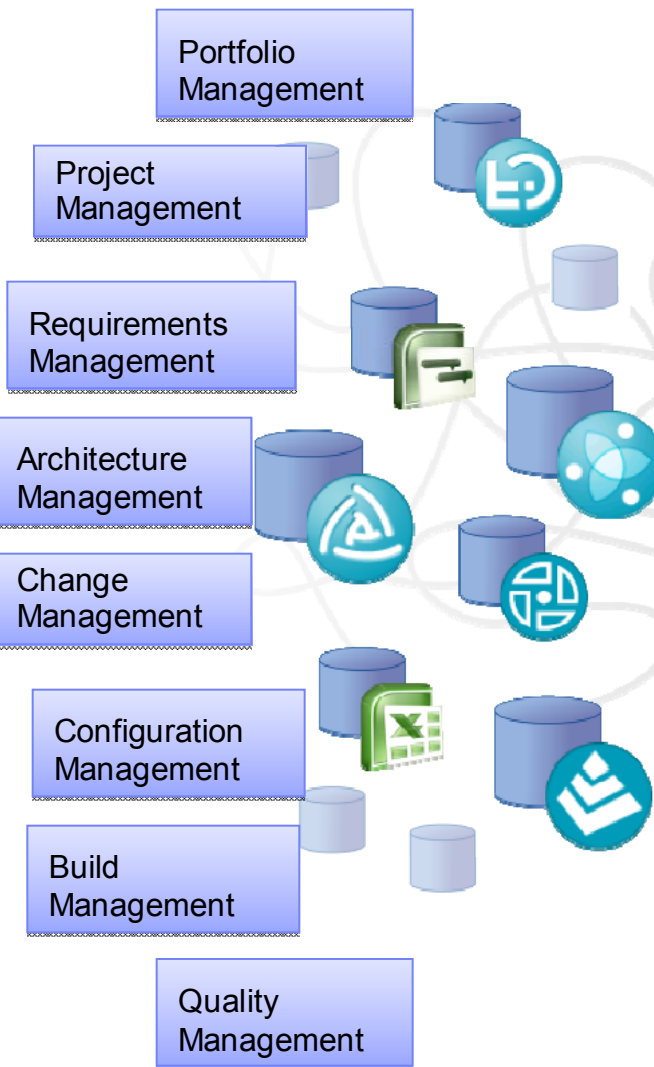 Portfolio
Management
Project
Management
Requirements
Management
Architecture
Management
Change
Management
Configuration
Management
Build
Management
Quality
Management